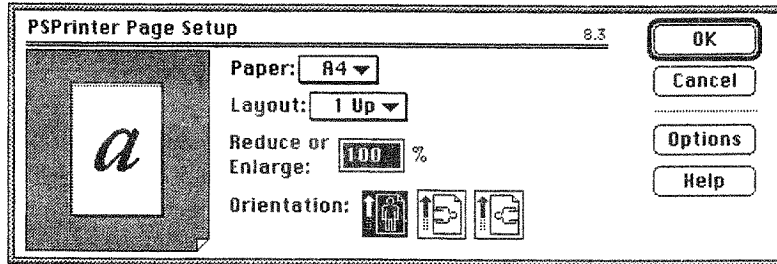 PSPrinter Page Setup
8.3
OK
Paper: A4
Cancel
a
Layout: 1 Up
Reduce or
Enlarge: 100 %
Options
Help
Orientation: